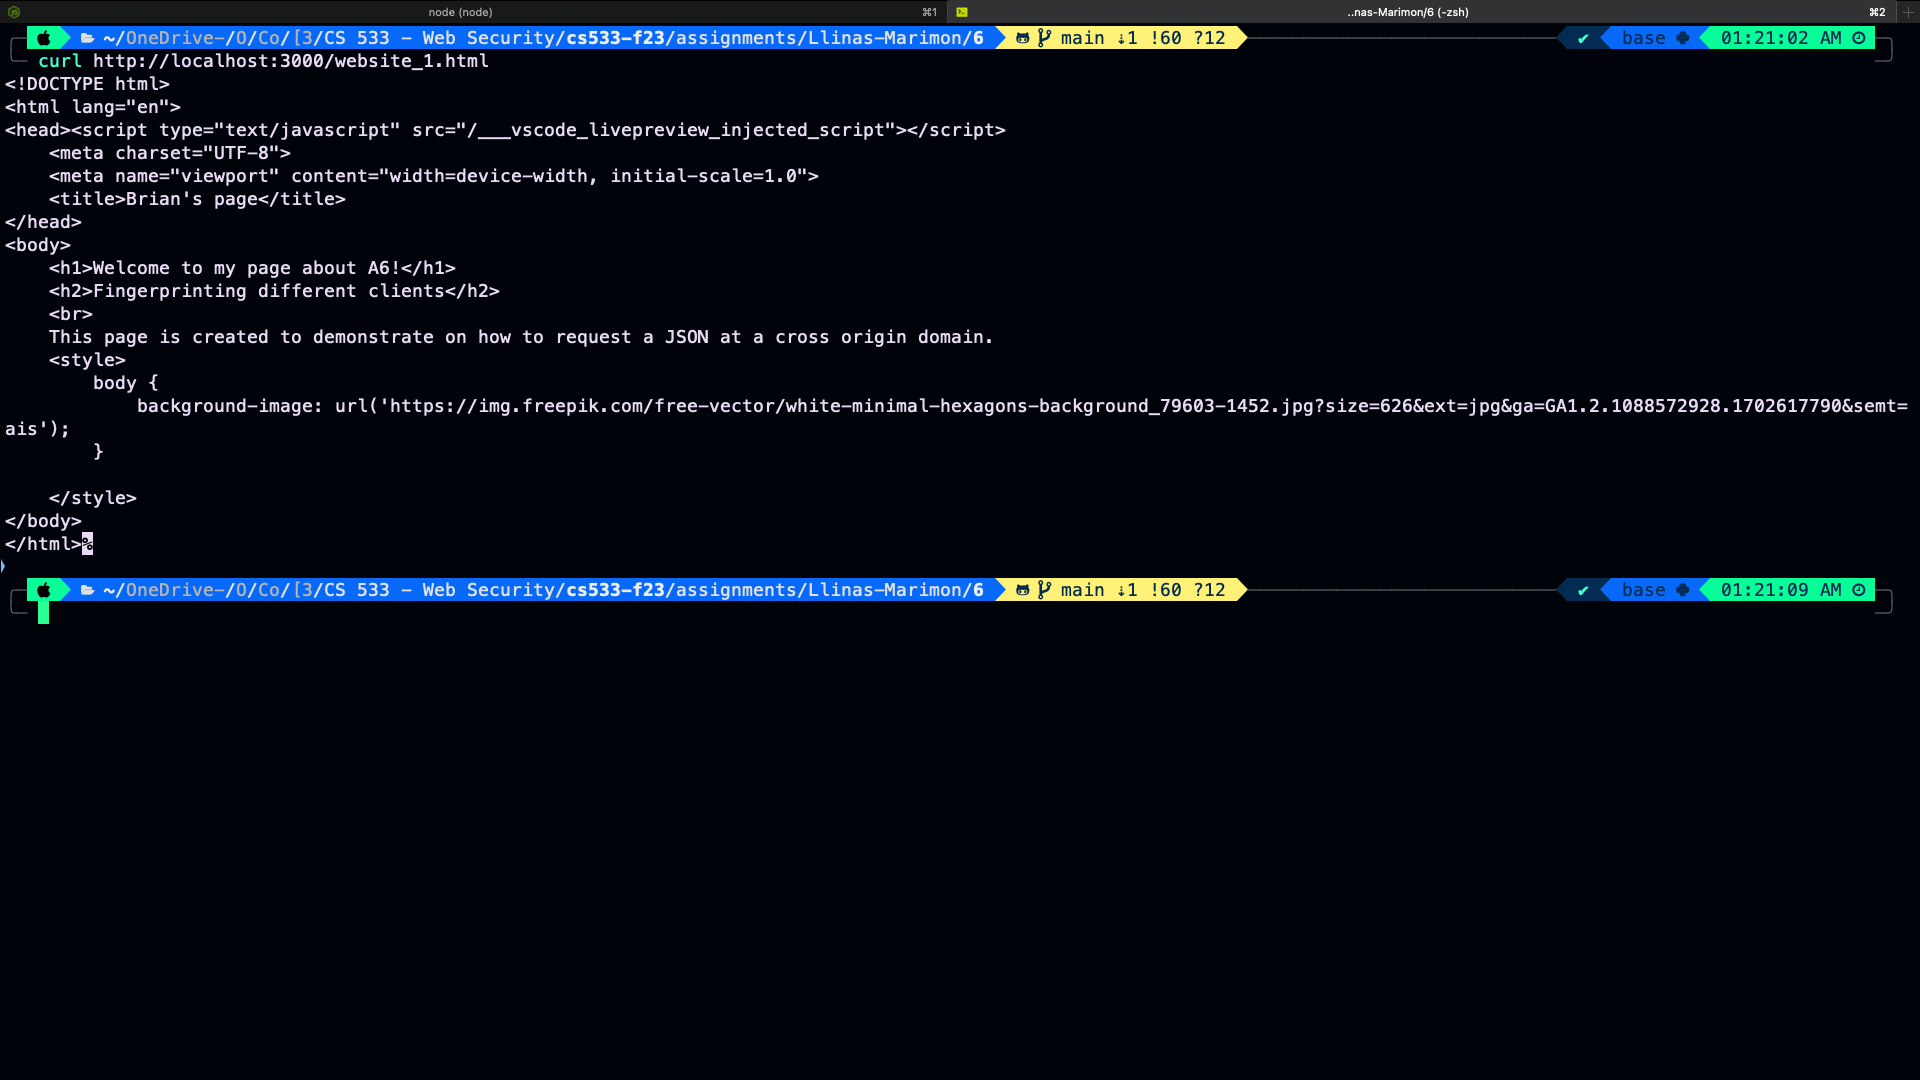 node (node) ⌘1 ..nas-Marimon/6 (-zsh) ⌘2
~/OneDrive-/O/Co/[3/CS 533 – Web Security/cs533-f23/assignments/Llinas-Marimon/6 main ⇣1 !60 ?12 ✔ base 01:21:02 AM
curl http://localhost:3000/website_1.html
<!DOCTYPE html>
<html lang="en">
<head><script type="text/javascript" src="/___vscode_livepreview_injected_script"></script>
    <meta charset="UTF-8">
    <meta name="viewport" content="width=device-width, initial-scale=1.0">
    <title>Brian's page</title>
</head>
<body>
    <h1>Welcome to my page about A6!</h1>
    <h2>Fingerprinting different clients</h2>
    <br>
    This page is created to demonstrate on how to request a JSON at a cross origin domain.
    <style>
        body {
            background-image: url('https://img.freepik.com/free-vector/white-minimal-hexagons-background_79603-1452.jpg?size=626&ext=jpg&ga=GA1.2.1088572928.1702617790&semt=
ais');
        }
    </style>
</body>
</html>%
~/OneDrive-/O/Co/[3/CS 533 – Web Security/cs533-f23/assignments/Llinas-Marimon/6 main ⇣1 !60 ?12 ✔ base 01:21:09 AM